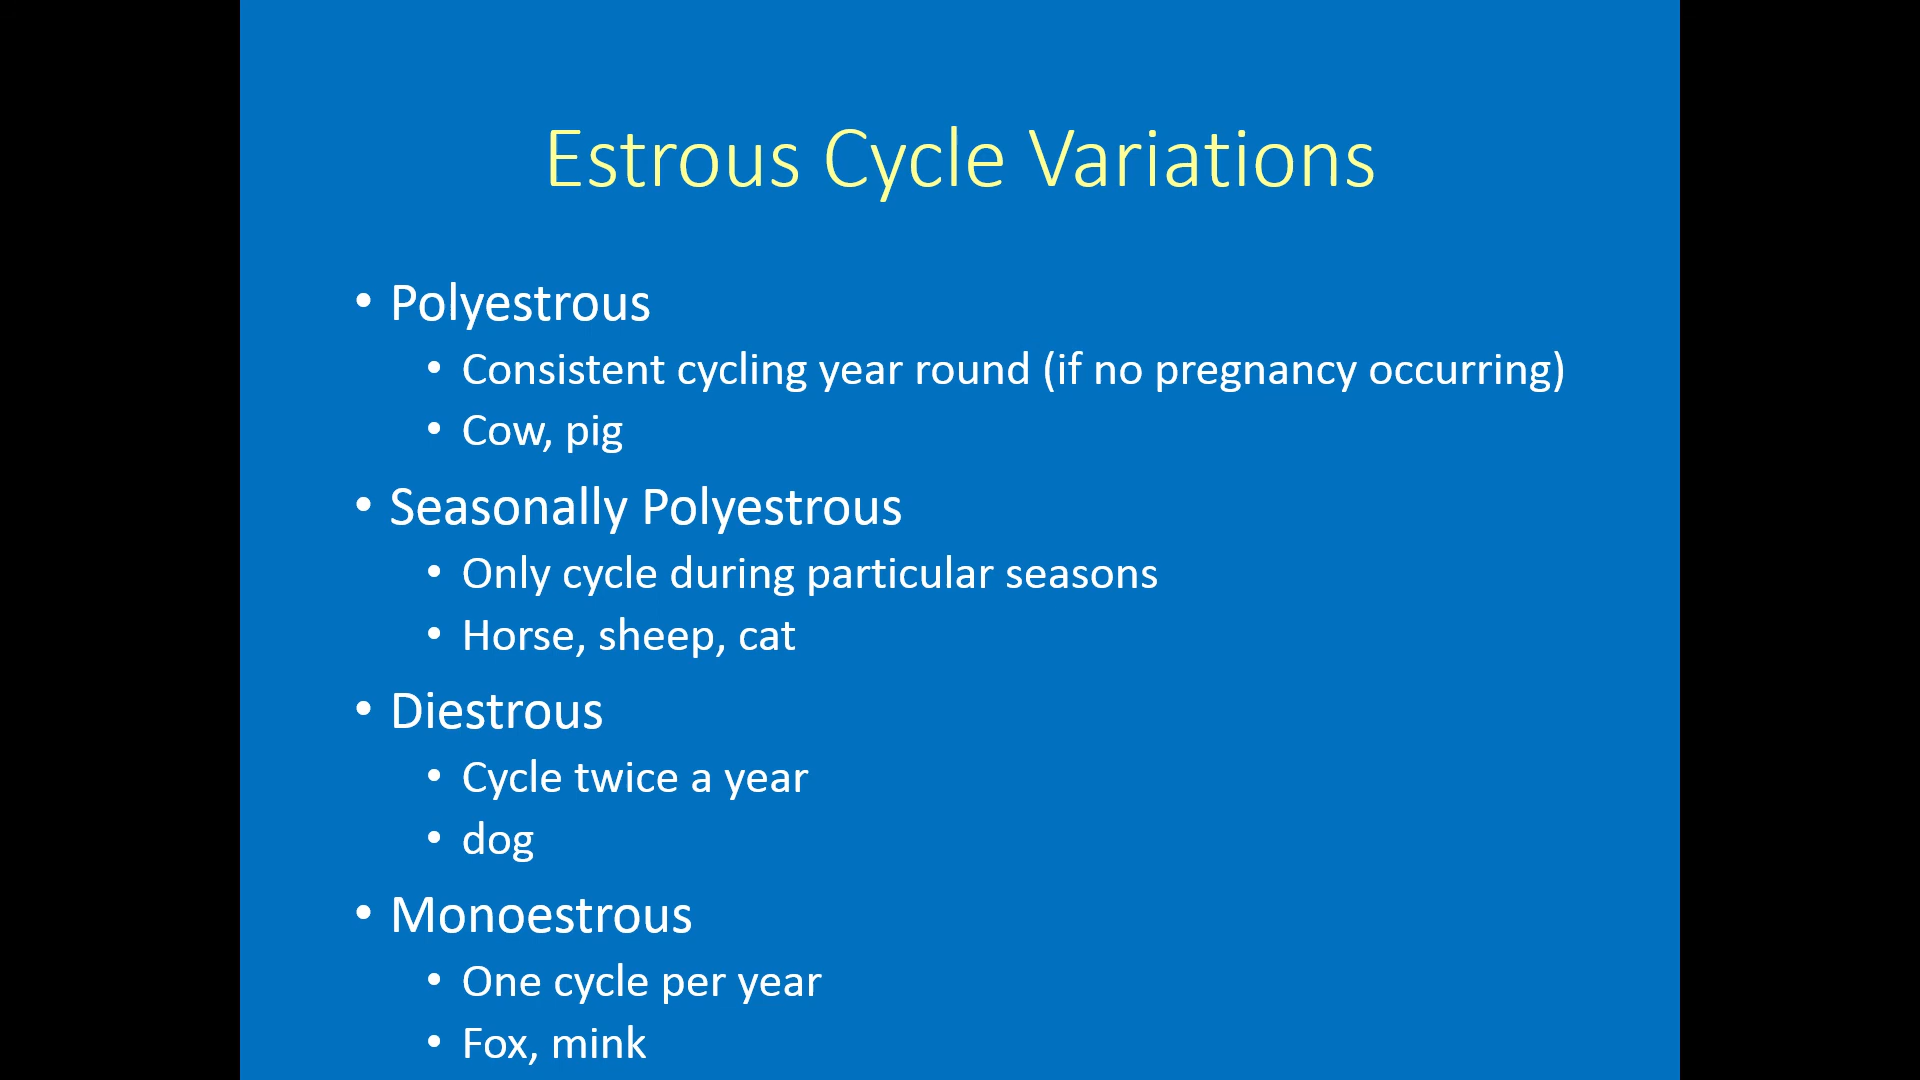 Estrous Cycle Variations
• Polyestrous
• Consistent cycling year round (if no pregnancy occurring)
• Cow, pig
• Seasonally Polyestrous
• Only cycle during particular seasons
• Horse, sheep, cat
• Diestrous
• Cycle twice a year
• dog
• Monoestrous
• One cycle per year
• Fox, mink